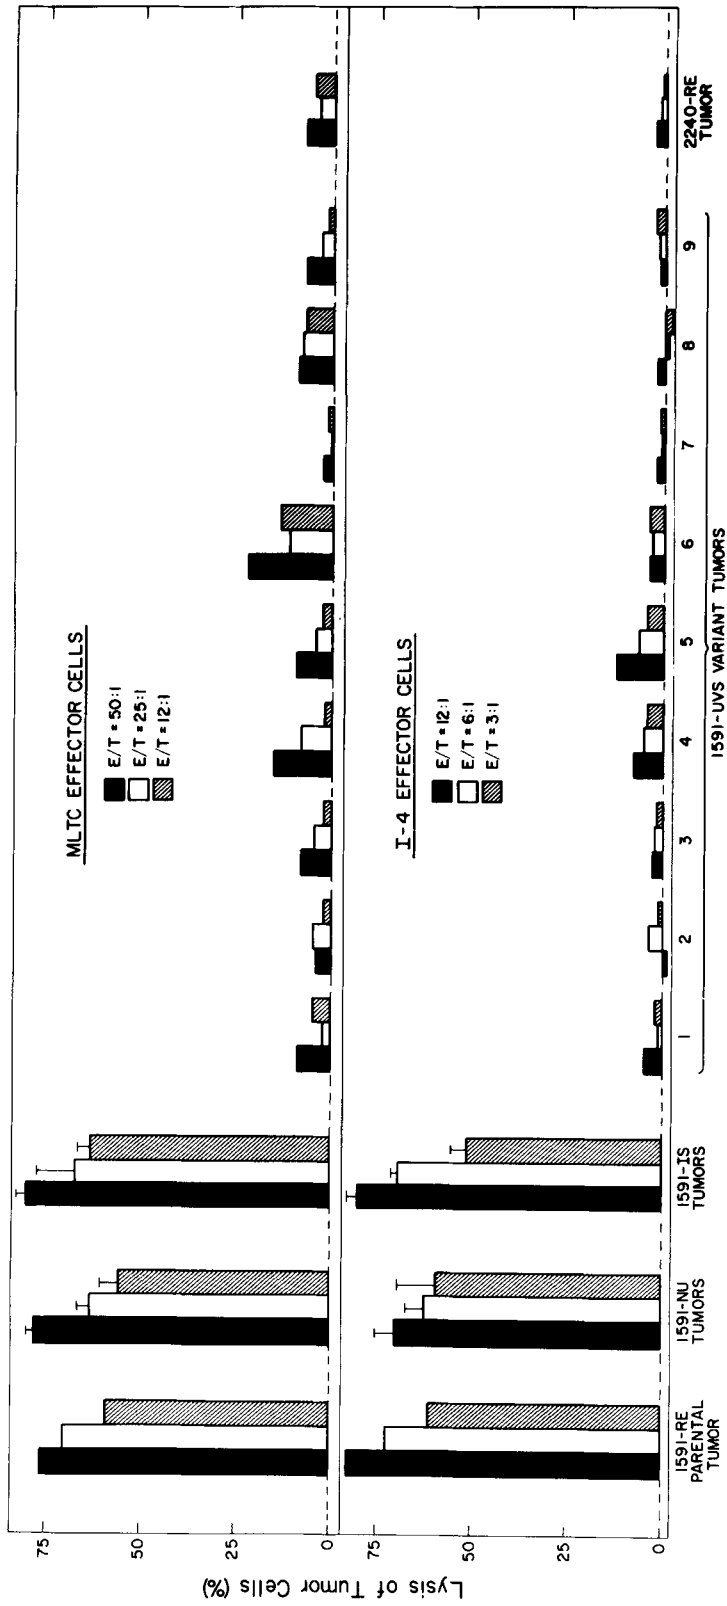 Lysis of Tumor Cells (%)
75
50
25
0
MLTC EFFECTOR CELLS
E/T = 50:1
E/T = 25:1
E/T = 12:1
75
50
25
0
I-4 EFFECTOR CELLS
E/T = 12:1
E/T = 6:1
E/T = 3:1
1591-RE
PARENTAL
TUMOR
1591-NU
TUMORS
1591-IS
TUMORS
1 2 3 4 5 6 7 8 9
1591-UVS VARIANT TUMORS
2240-RE
TUMOR